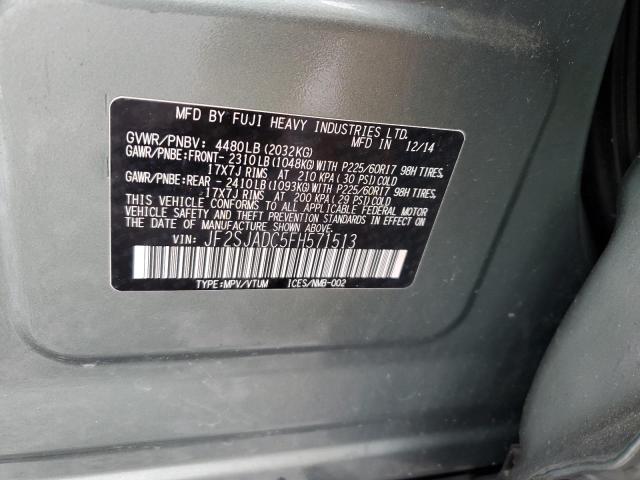 MFD BY FUJI HEAVY INDUSTRIES LTD.
GVWR/PNBV: 4480LB(2032KG) MFD IN 12/14
GAWR/PNBE:FRONT- 2310LB(1048KG)WITH P225/60R17 98H TIRES,
17X7J RIMS AT 210 KPA(30 PSI)COLD
GAWR/PNBE:REAR - 2410LB(1093KG)WITH P225/60R17 98H TIRES,
17X7J RIMS AT 200 KPA(29 PSI)COLD
THIS VEHICLE CONFORMS TO ALL APPLICABLE FEDERAL MOTOR
VEHICLE SAFETY AND THEFT PREVENTION STANDARDS IN EFFECT ON
THE DATE OF MANUFACTURE SHOWN ABOVE.
VIN: JF2SJADC5FH571513
TYPE:MPV/VTUM ICES/NMB-002